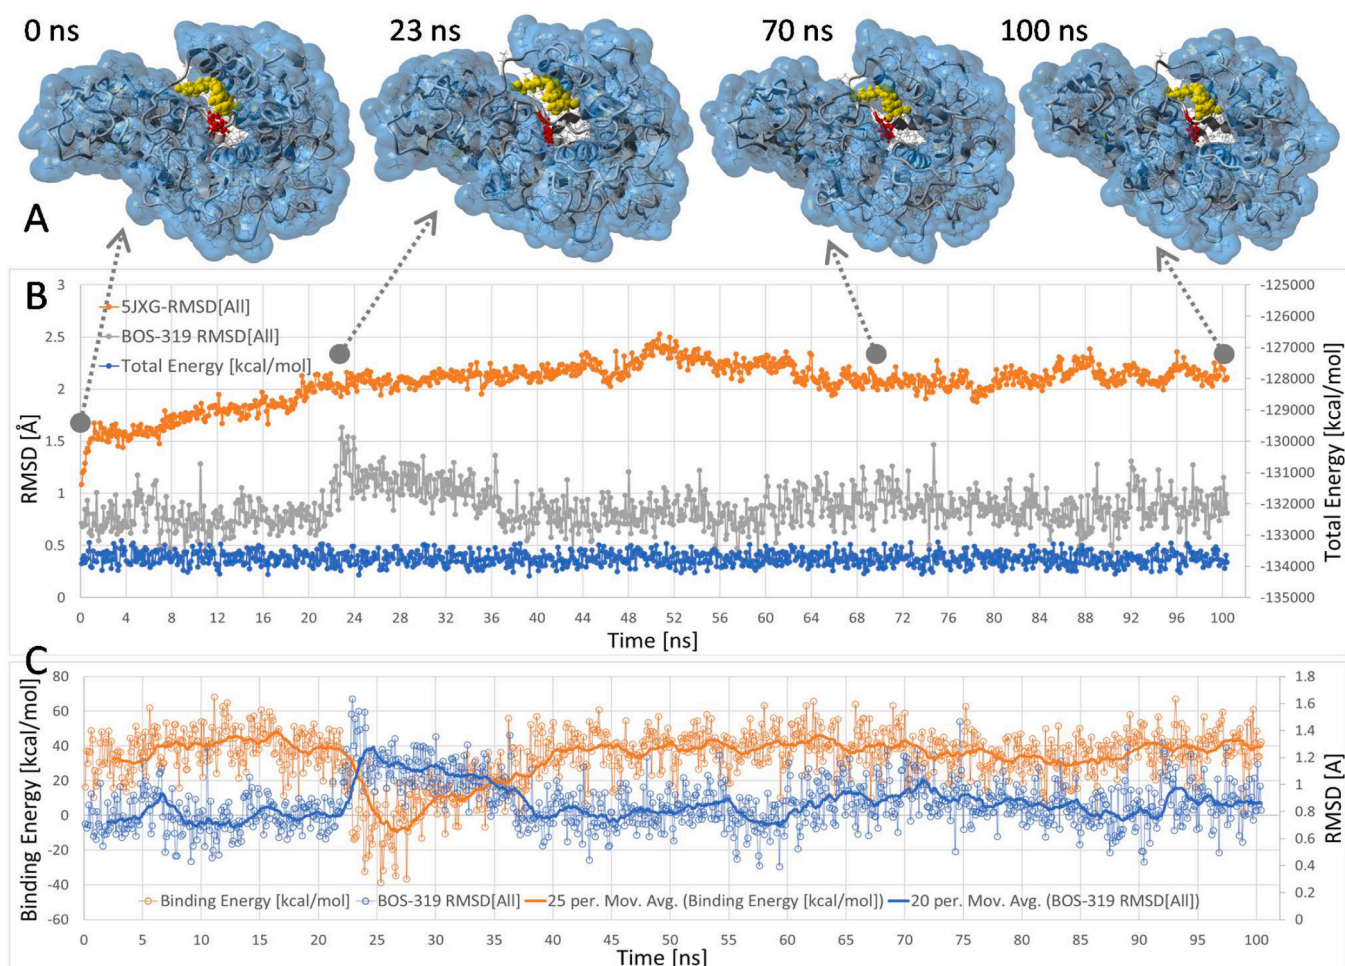 0 ns 23 ns 70 ns 100 ns
A
B
3 -125000
5JXG-RMSD[All] -126000
2.5 BOS-319 RMSD[All] -127000
Total Energy [kcal/mol]
2 -128000
-129000
1.5 -130000
-131000
1 -132000
-133000
0.5 -134000
0 -135000
RMSD [Å]
Total Energy [kcal/mol]
0 4 8 12 16 20 24 28 32 36 40 44 48 52 56 60 64 68 72 76 80 84 88 92 96 100
Time [ns]
C
80 1.8
60 1.6
1.4
40 1.2
20 1
0 0.8
0.6
-20 0.4
-40 0.2
-60 0
Binding Energy [kcal/mol]
RMSD [A]
Binding Energy [kcal/mol] BOS-319 RMSD[All] 25 per. Mov. Avg. (Binding Energy [kcal/mol]) 20 per. Mov. Avg. (BOS-319 RMSD[All])
0 5 10 15 20 25 30 35 40 45 50 55 60 65 70 75 80 85 90 95 100
Time [ns]